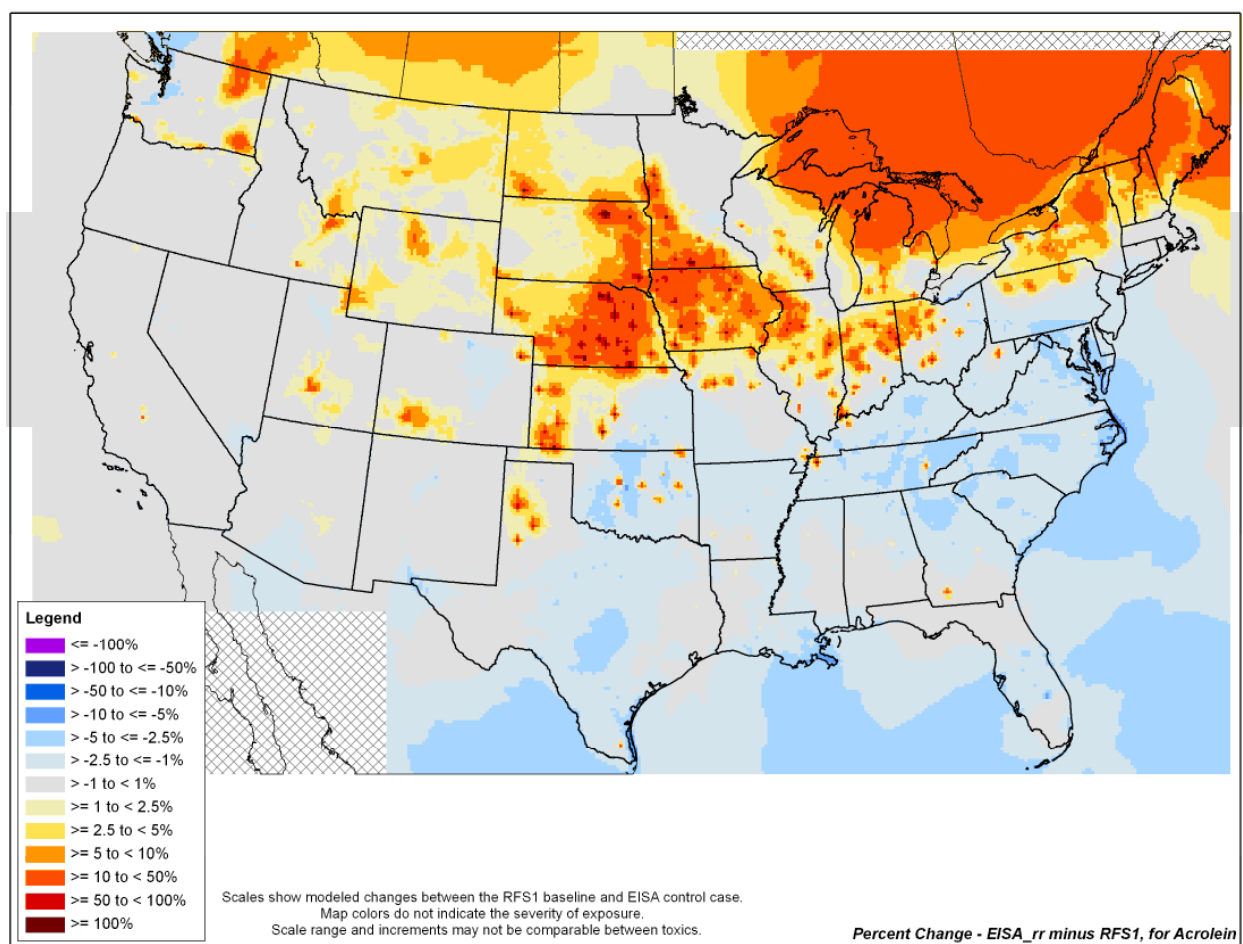 Legend
<= -100%
> -100 to <= -50%
> -50 to <= -10%
> -10 to <= -5%
> -5 to <= -2.5%
> -2.5 to <= -1%
> -1 to < 1%
>= 1 to < 2.5%
>= 2.5 to < 5%
>= 5 to < 10%
>= 10 to < 50%
>= 50 to < 100%
>= 100%
Scales show modeled changes between the RFS1 baseline and EISA control case.
Map colors do not indicate the severity of exposure.
Scale range and increments may not be comparable between toxics.
Percent Change - EISA_rr minus RFS1, for Acrolein